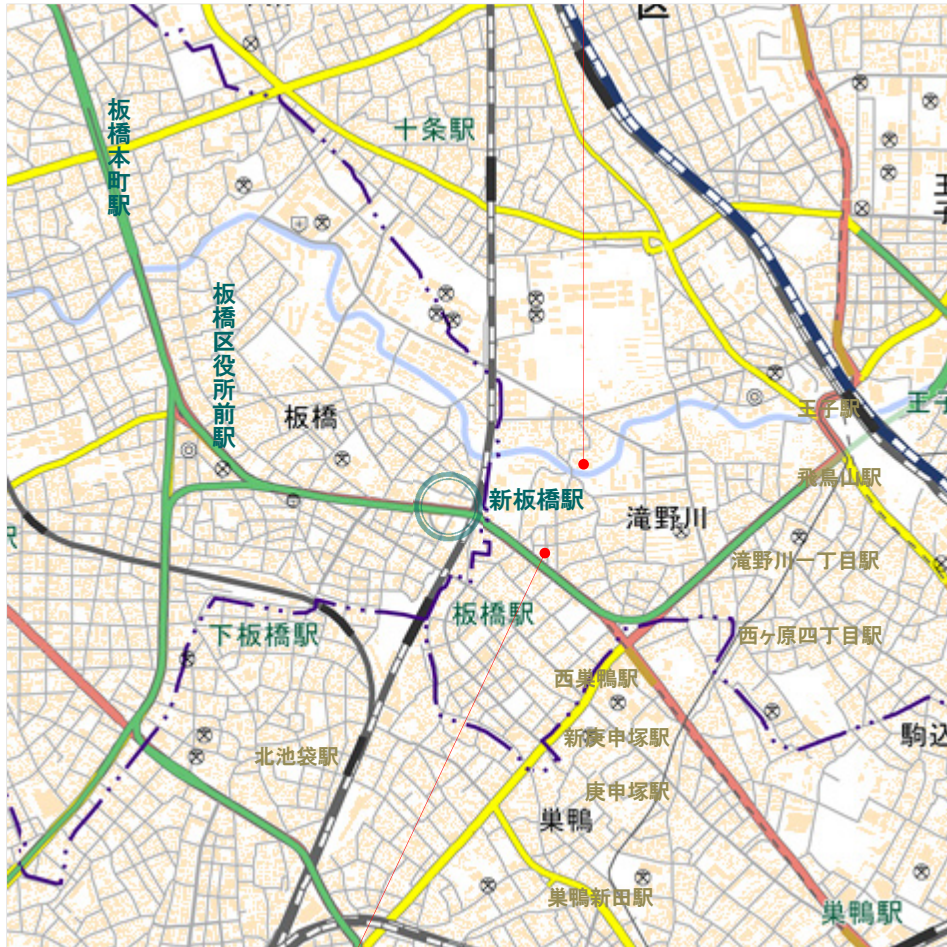 区
十条駅
板橋本町駅
板橋区役所前駅
板橋
王子駅
王子
新板橋駅
滝野川
飛鳥山駅
滝野川一丁目駅
板橋駅
下板橋駅
西ヶ原四丁目駅
西巣鴨駅
新庚申塚駅
駒込
北池袋駅
庚申塚駅
巣鴨
巣鴨新田駅
巣鴨駅